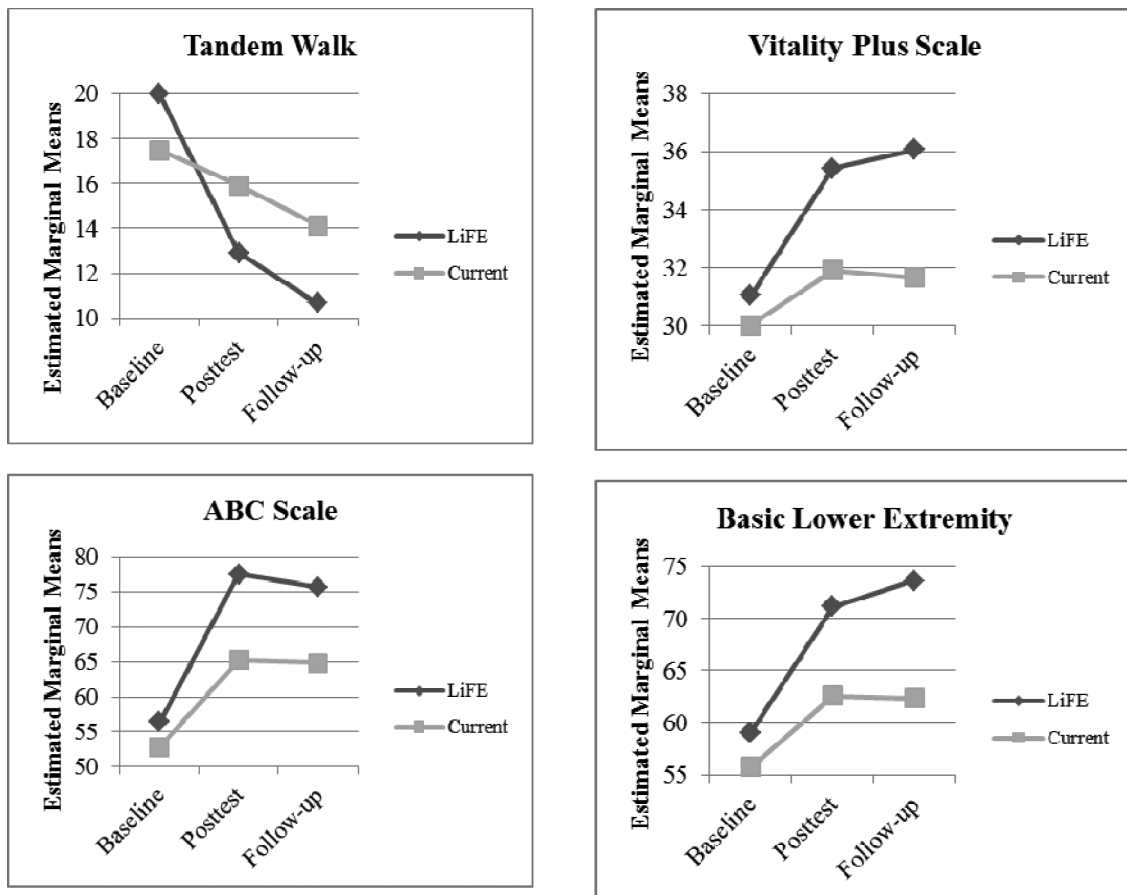 Tandem Walk
Estimated Marginal Means
20
18
16
14
12
10
Baseline
Posttest
Follow-up
LiFE
Current
Vitality Plus Scale
Estimated Marginal Means
38
36
34
32
30
Baseline
Posttest
Follow-up
LiFE
Current
ABC Scale
Estimated Marginal Means
80
75
70
65
60
55
50
Baseline
Posttest
Follow-up
LiFE
Current
Basic Lower Extremity
Estimated Marginal Means
75
70
65
60
55
Baseline
Posttest
Follow-up
LiFE
Current